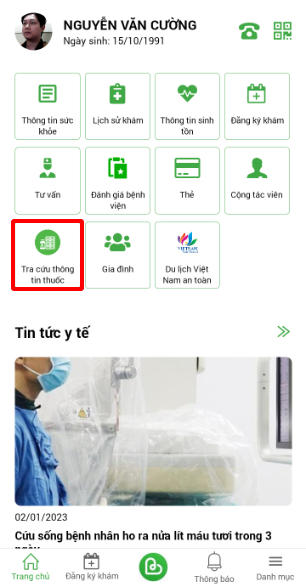 NGUYỄN VĂN CƯỜNG
Ngày sinh: 15/10/1991
Thông tin sức
khỏe
Lịch sử khám
Thông tin sinh
tồn
Đăng ký khám
Tư vấn
Đánh giá bệnh
viện
Thẻ
Cộng tác viên
Tra cứu thông
tin thuốc
Gia đình
VIETNAM
Du lịch Việt
Nam an toàn
Tin tức y tế
02/01/2023
Cứu sống bệnh nhân ho ra nửa lít máu tươi trong 3
ngày
Trang chủ
Đăng ký khám
Thông báo
Danh mục